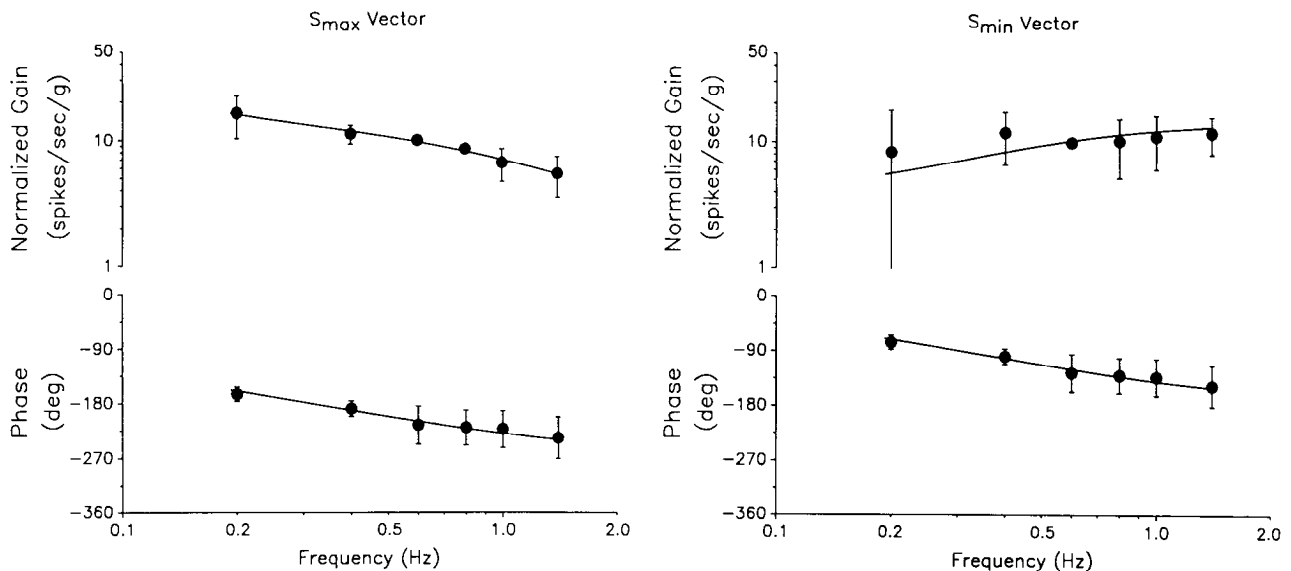 S_max Vector
Normalized Gain
(spikes/sec/g)
50
10
1
Phase
(deg)
0
−90
−180
−270
−360
0.1
0.2
0.5
1.0
2.0
Frequency (Hz)
S_min Vector
Normalized Gain
(spikes/sec/g)
50
10
1
Phase
(deg)
0
−90
−180
−270
−360
0.1
0.2
0.5
1.0
2.0
Frequency (Hz)